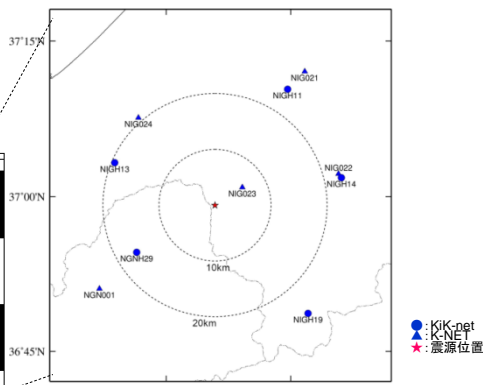 37°15'N
NIG021
NIGH11
NIG024
NIGH13
NIG022
NIGH14
37°00'N
NIG023
NGNH29
10km
NGN001
NIGH19
20km
36°45'N
: KiK-net
: K-NET
: 震源位置